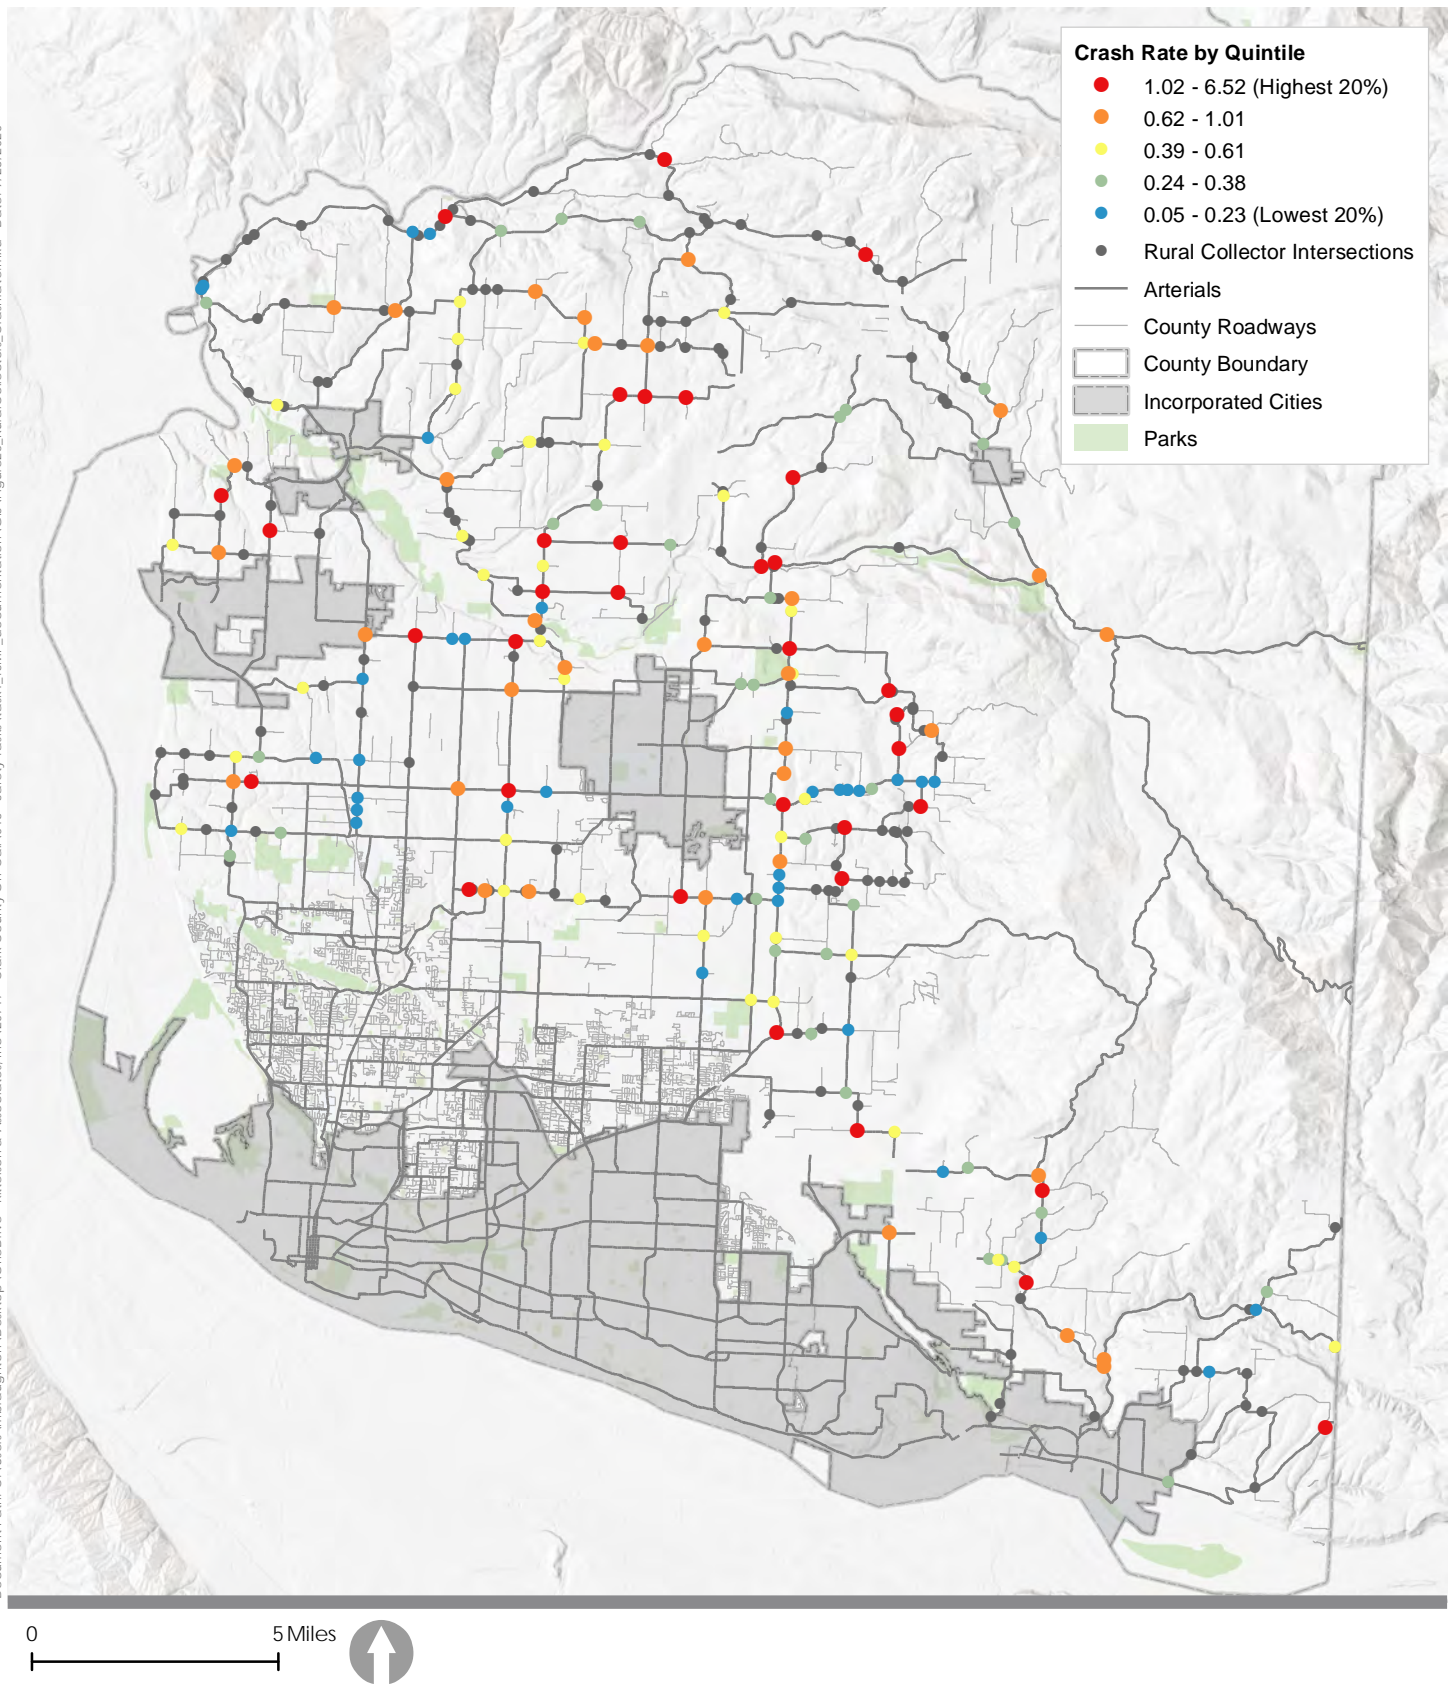 Crash Rate by Quintile
1.02 - 6.52 (Highest 20%)
0.62 - 1.01
0.39 - 0.61
0.24 - 0.38
0.05 - 0.23 (Lowest 20%)
Rural Collector Intersections
Arterials
County Roadways
County Boundary
Incorporated Cities
Parks
0
5 Miles